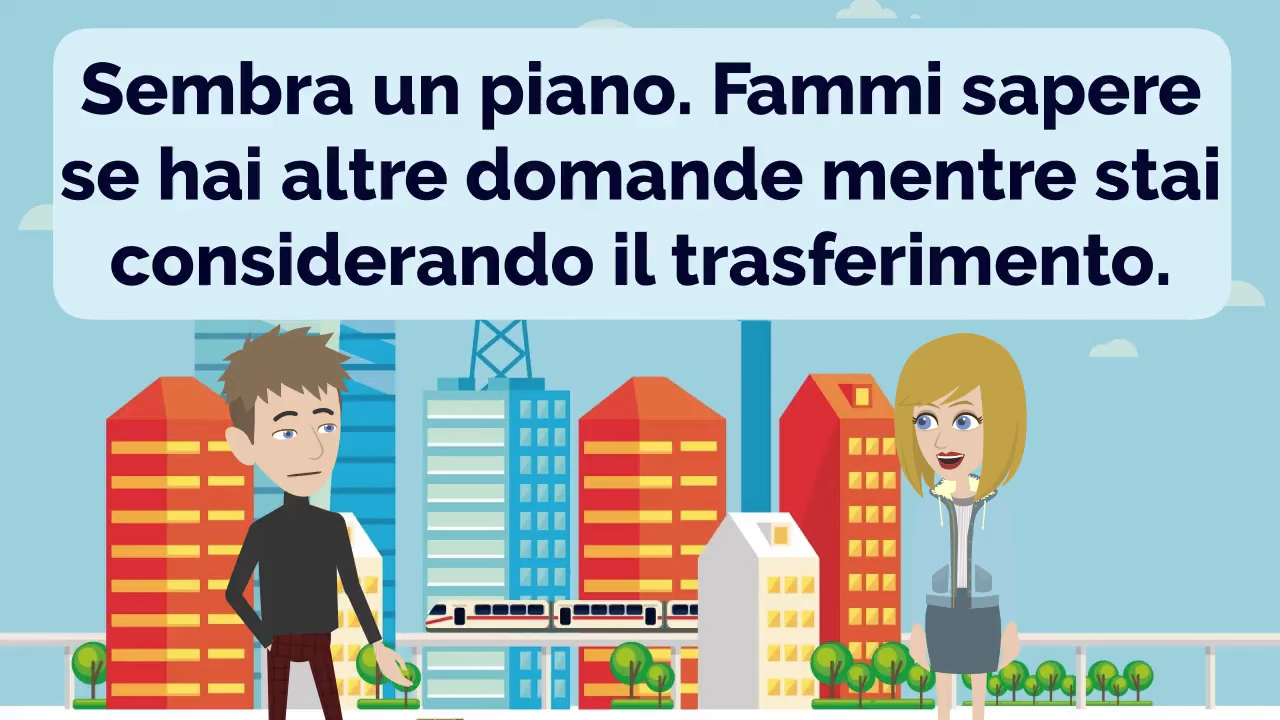 Sembra un piano. Fammi sapere
se hai altre domande mentre stai
considerando il trasferimento.